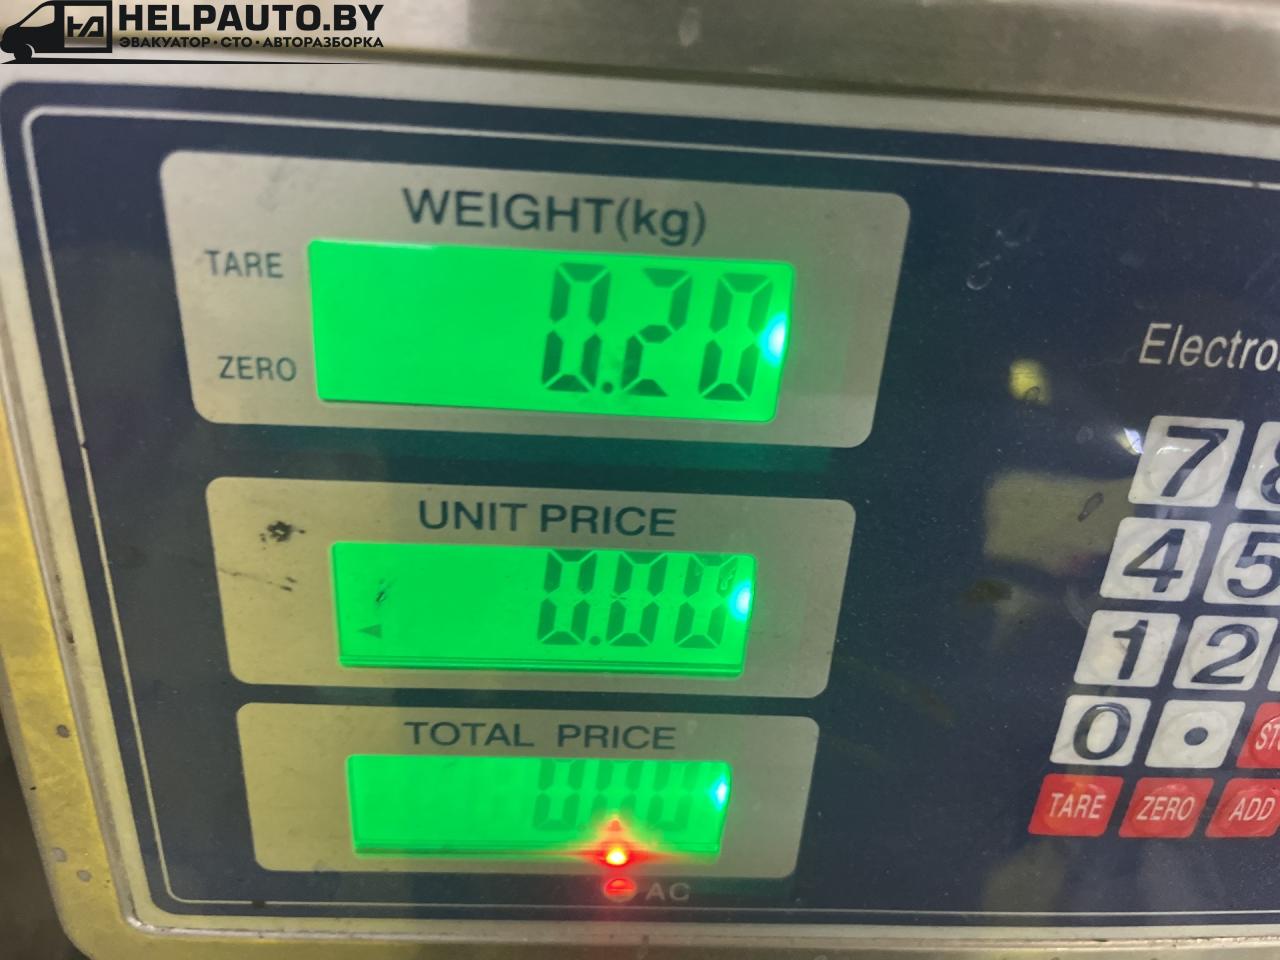 HELPAUTO.BY
ЭВАКУАТОР · СТО · АВТОРАЗБОРКА
WEIGHT(kg)
TARE
0.20
ZERO
UNIT PRICE
0.00
TOTAL PRICE
0.00
AC
7
4 5
1 2
0 •
TARE ZERO ADD